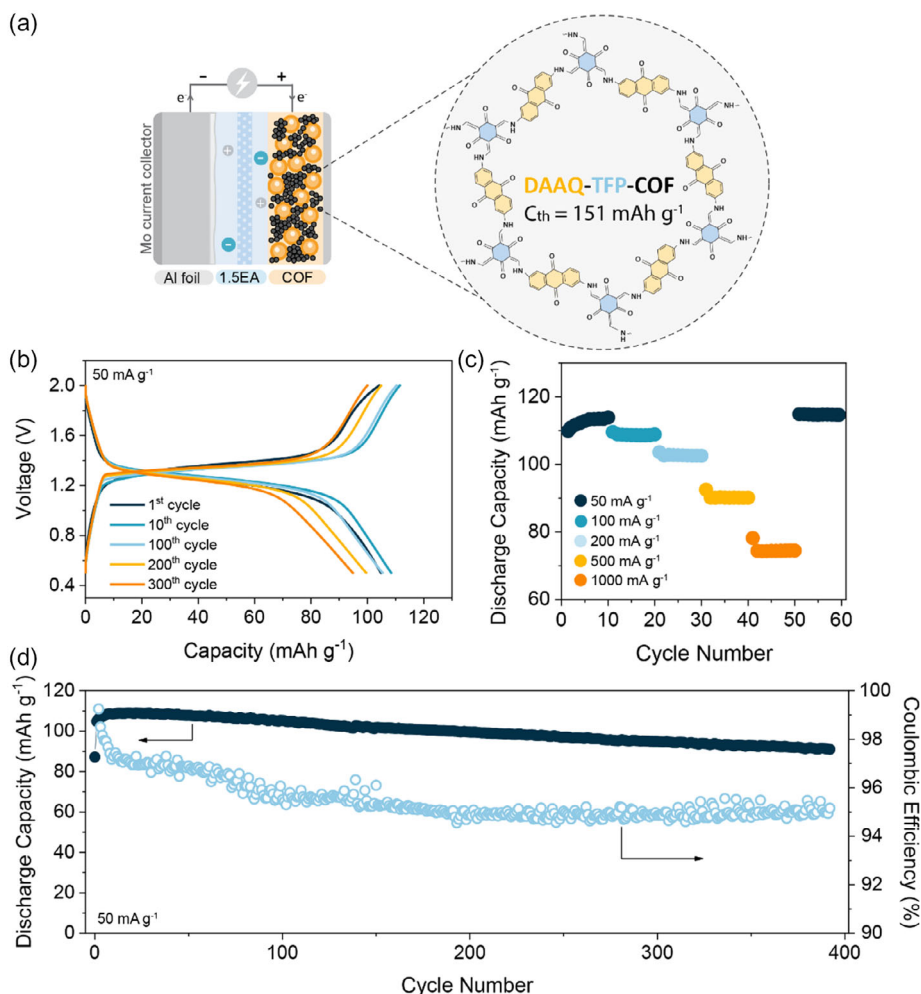 (a)
−
+
e-
e-
Mo current collector
+
−
+
−
Al foil
1.5EA
COF
DAAQ-TFP-COF
Cth = 151 mAh g-1
(b)
50 mA g-1
Voltage (V)
2.0
1.6
1.2
0.8
0.4
1st cycle
10th cycle
100th cycle
200th cycle
300th cycle
0 20 40 60 80 100 120
Capacity (mAh g-1)
(c)
Discharge Capacity (mAh g-1)
120
100
80
60
50 mA g-1
100 mA g-1
200 mA g-1
500 mA g-1
1000 mA g-1
0 10 20 30 40 50 60
Cycle Number
(d)
Discharge Capacity (mAh g-1)
120
100
80
60
40
20
0
50 mA g-1
100
98
96
94
92
90
Coulombic Efficiency (%)
0 100 200 300 400
Cycle Number